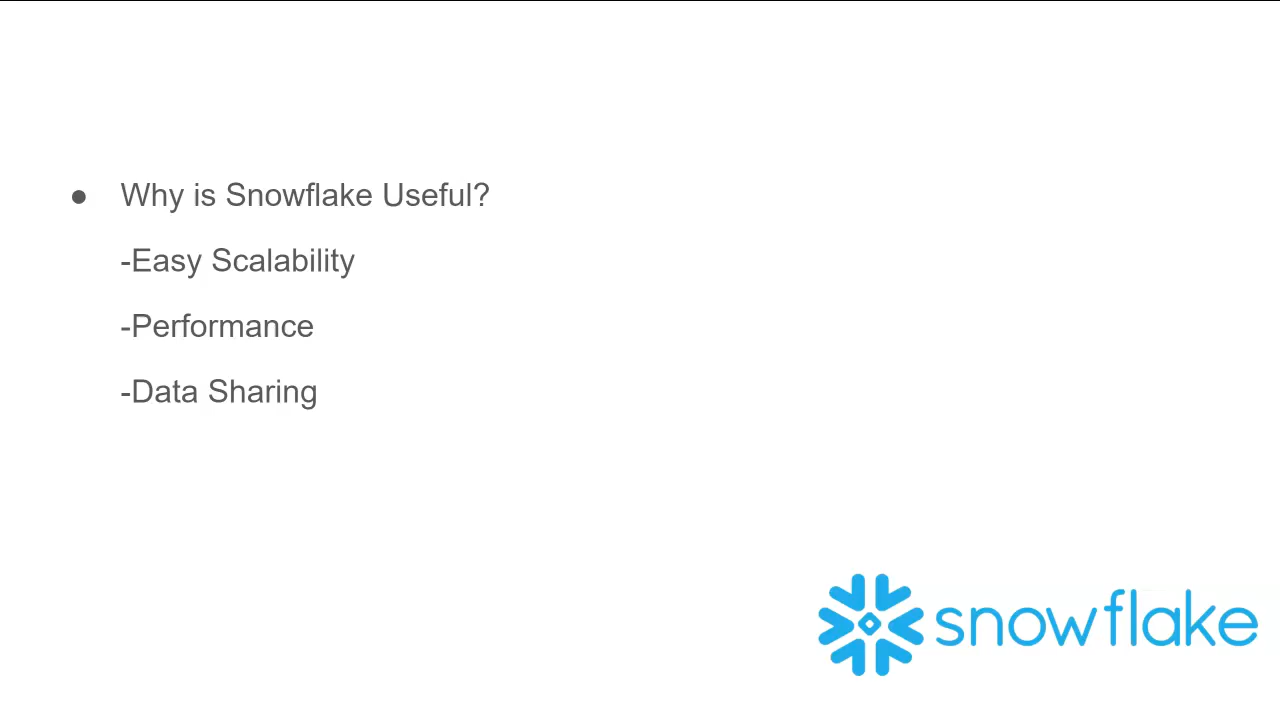 ● Why is Snowflake Useful?
-Easy Scalability
-Performance
-Data Sharing
snowflake